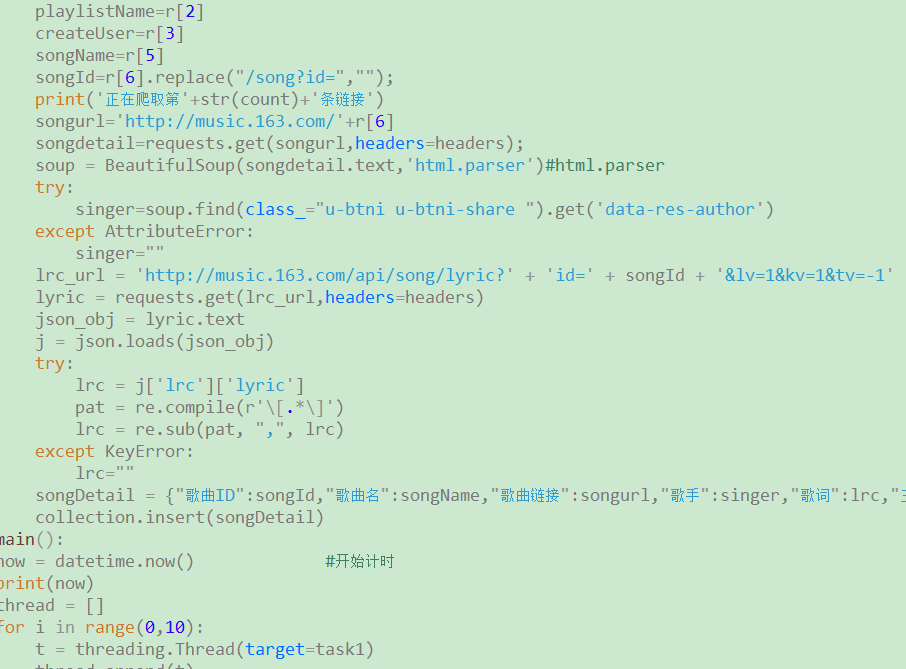 playlistName=r[2]
createUser=r[3]
songName=r[5]
songId=r[6].replace("/song?id=","");
print('正在爬取第'+str(count)+'条链接')
songurl='http://music.163.com/'+r[6]
songdetail=requests.get(songurl,headers=headers);
soup = BeautifulSoup(songdetail.text,'html.parser')#html.parser
try:
    singer=soup.find(class_="u-btni u-btni-share ").get('data-res-author')
except AttributeError:
    singer=""
lrc_url = 'http://music.163.com/api/song/lyric?' + 'id=' + songId + '&lv=1&kv=1&tv=-1'
lyric = requests.get(lrc_url,headers=headers)
json_obj = lyric.text
j = json.loads(json_obj)
try:
    lrc = j['lrc']['lyric']
    pat = re.compile(r'\[.*\]')
    lrc = re.sub(pat, ",", lrc)
except KeyError:
    lrc=""
songDetail = {"歌曲ID":songId,"歌曲名":songName,"歌曲链接":songurl,"歌手":singer,"歌词":lrc,"
collection.insert(songDetail)
main():
now = datetime.now() #开始计时
print(now)
thread = []
for i in range(0,10):
    t = threading.Thread(target=task1)
    thread.append(t)